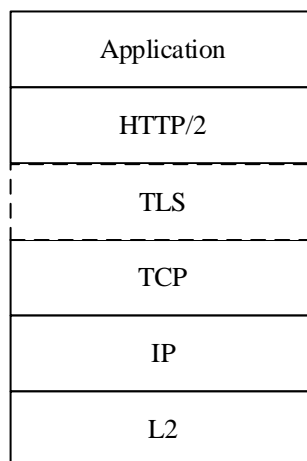 Application
HTTP/2
TLS
TCP
IP
L2